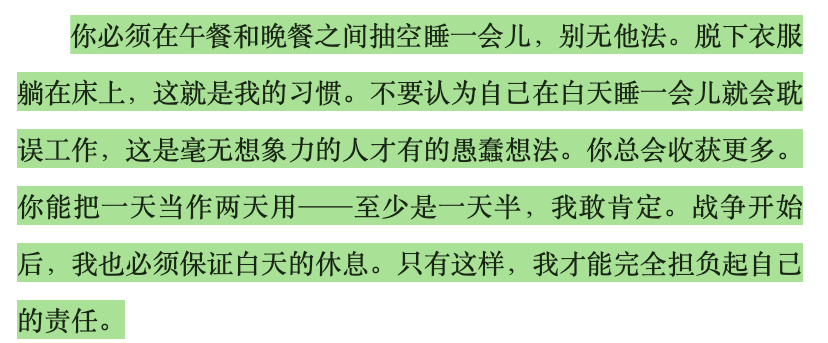 你必须在午餐和晚餐之间抽空睡一会儿，别无他法。脱下衣服
躺在床上，这就是我的习惯。不要认为自己在白天睡一会儿就会耽
误工作，这是毫无想象力的人才有的愚蠢想法。你总会收获更多。
你能把一天当作两天用——至少是一天半，我敢肯定。战争开始
后，我也必须保证白天的休息。只有这样，我才能完全担负起自己
的责任。